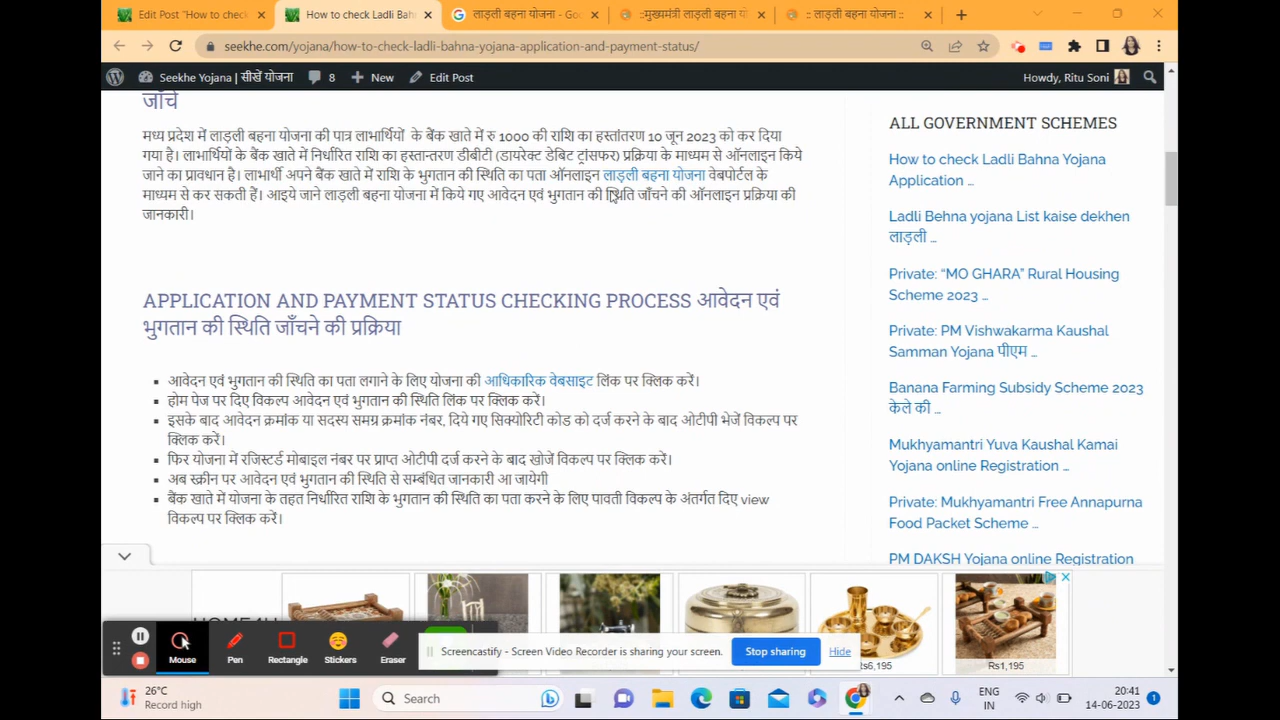 Edit Post "How to check
How to check Ladli Bahn
लाड़ली बहना योजना - Goo
::मुख्यमंत्री लाड़ली बहना यो
:: लाड़ली बहना योजना ::
seekhe.com/yojana/how-to-check-ladli-bahna-yojana-application-and-payment-status/
Seekhe Yojana | सीखें योजना
8
New
Edit Post
Howdy, Ritu Soni
जाँचें
मध्य प्रदेश में लाड़ली बहना योजना की पात्र लाभार्थियों के बैंक खाते में रु 1000 की राशि का हस्तांतरण 10 जून 2023 को कर दिया
गया है। लाभार्थियों के बैंक खाते में निर्धारित राशि का हस्तान्तरण डीबीटी (डायरेक्ट डेबिट ट्रांसफर) प्रक्रिया के माध्यम से ऑनलाइन किये
जाने का प्रावधान है। लाभार्थी अपने बैंक खाते में राशि के भुगतान की स्थिति का पता ऑनलाइन लाड़ली बहना योजना वेबपोर्टल के
माध्यम से कर सकती हैं। आइये जाने लाड़ली बहना योजना में किये गए आवेदन एवं भुगतान की स्थिति जाँचने की ऑनलाइन प्रक्रिया की
जानकारी।
APPLICATION AND PAYMENT STATUS CHECKING PROCESS आवेदन एवं
भुगतान की स्थिति जाँचने की प्रक्रिया
आवेदन एवं भुगतान की स्थिति का पता लगाने के लिए योजना की आधिकारिक वेबसाइट लिंक पर क्लिक करें।
होम पेज पर दिए विकल्प आवेदन एवं भुगतान की स्थिति लिंक पर क्लिक करें।
इसके बाद आवेदन क्रमांक या सदस्य समग्र क्रमांक नंबर, दिये गए सिक्योरिटी कोड को दर्ज करने के बाद ओटीपी भेजें विकल्प पर
क्लिक करें।
फिर योजना में रजिस्टर्ड मोबाइल नंबर पर प्राप्त ओटीपी दर्ज करने के बाद खोजें विकल्प पर क्लिक करें।
अब स्क्रीन पर आवेदन एवं भुगतान की स्थिति से सम्बंधित जानकारी आ जायेगी
बैंक खाते में योजना के तहत निर्धारित राशि के भुगतान की स्थिति का पता करने के लिए पावती विकल्प के अंतर्गत दिए view
विकल्प पर क्लिक करें।
ALL GOVERNMENT SCHEMES
How to check Ladli Bahna Yojana
Application ...
Ladli Behna yojana List kaise dekhen
लाड़ली ...
Private: "MO GHARA" Rural Housing
Scheme 2023 ...
Private: PM Vishwakarma Kaushal
Samman Yojana पीएम ...
Banana Farming Subsidy Scheme 2023
केले की ...
Mukhyamantri Yuva Kaushal Kamai
Yojana online Registration ...
Private: Mukhyamantri Free Annapurna
Food Packet Scheme ...
PM DAKSH Yojana online Registration
Rs6,195
Rs1,195
Mouse
Pen
Rectangle
Stickers
Eraser
Screencastify - Screen Video Recorder is sharing your screen.
Stop sharing
Hide
26°C
Record high
Search
ENG
IN
20:41
14-06-2023
1